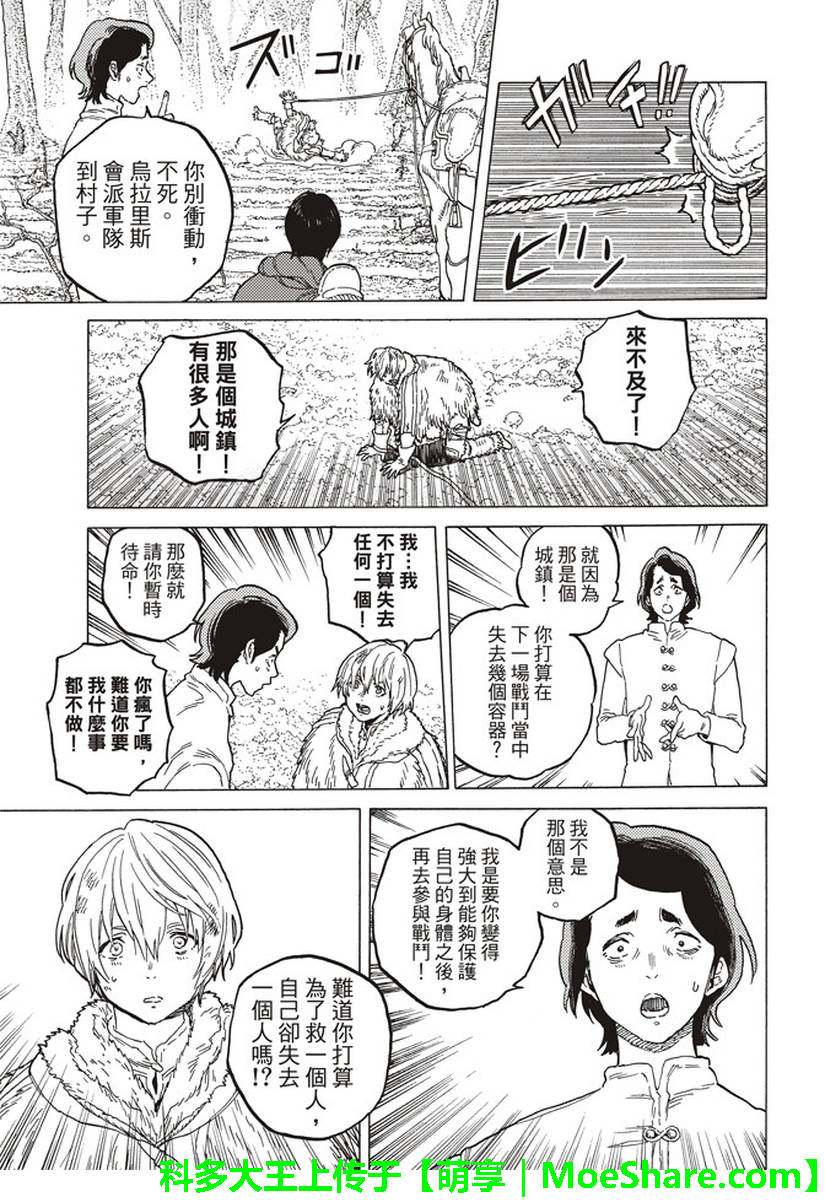 ガチ!!
ビンッ
ズ
コ"
你別衝動，
不死。
烏拉里斯
會派軍隊
到村子。
來不及了！
那是個城鎮！
有很多人啊！
就因為
那是個
城鎮！
你打算在
下一場戰鬥當中
失去幾個容器？
我…我
不打算失去
任何一個！
那麼就
請你暫時
待命！
你瘋了嗎，
難道你要
我什麼事
都不做！
我不是
那個意思。
我是要你變得
強大到能夠保護
自己的身體之後，
再去參與戰鬥！
難道你打算
為了救一個人，
自己卻失去
一個人嗎!?
科多大王上传于【萌享】| MoeShare.com】